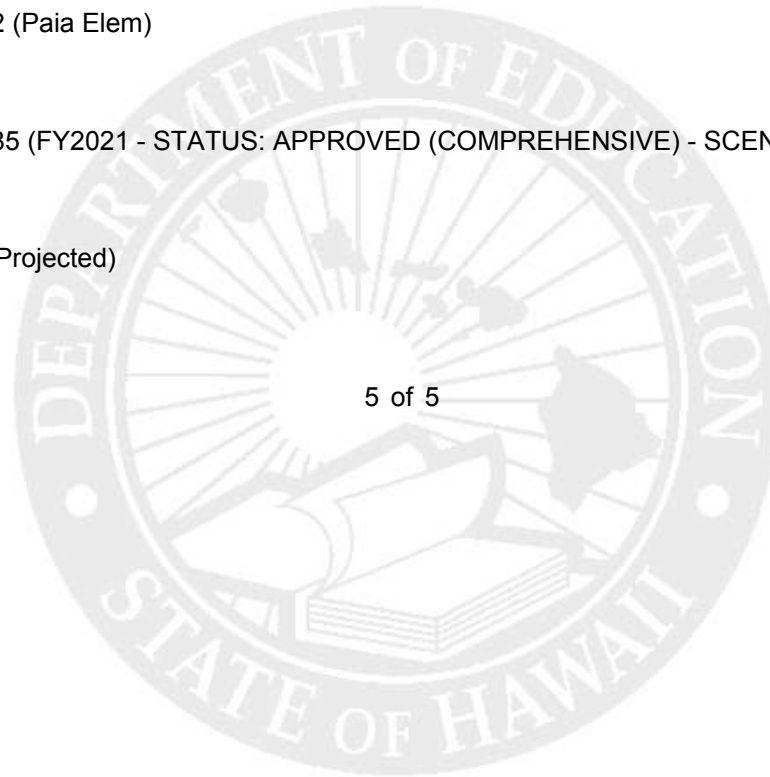 2 (Paia Elem)
35 (FY2021 - STATUS: APPROVED (COMPREHENSIVE) - SCEN
Projected)
5 of 5
DEPARTMENT OF EDUCATION
STATE OF HAWAII